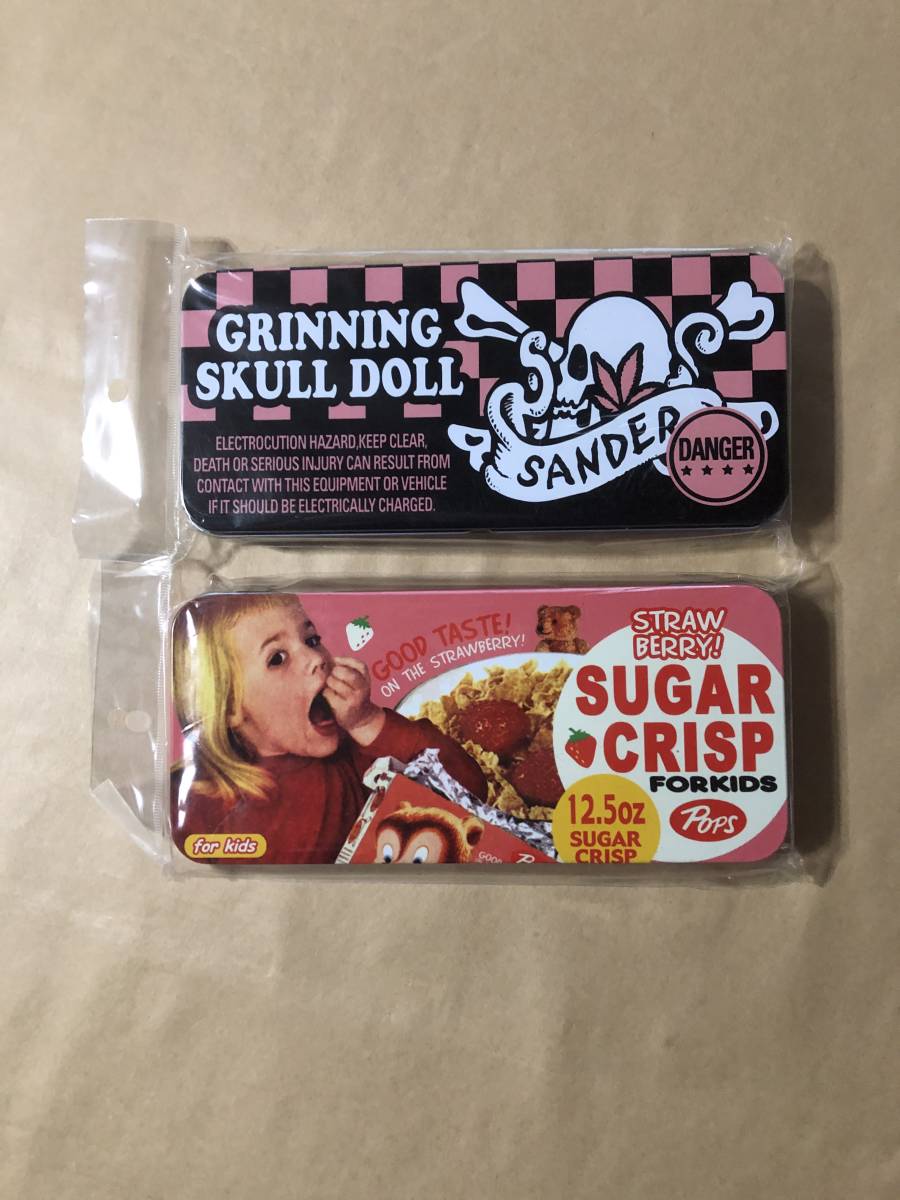 GRINNING
SKULL DOLL
ELECTROCUTION HAZARD,KEEP CLEAR,
DEATH OR SERIOUS INJURY CAN RESULT FROM
CONTACT WITH THIS EQUIPMENT OR VEHICLE
IF IT SHOULD BE ELECTRICALLY CHARGED.
SANDER
DANGER
GOOD TASTE!
ON THE STRAWBERRY!
STRAW
BERRY!
SUGAR
CRISP
FORKIDS
12.5oz
SUGAR
CRISP
POPS
for kids
GOOD